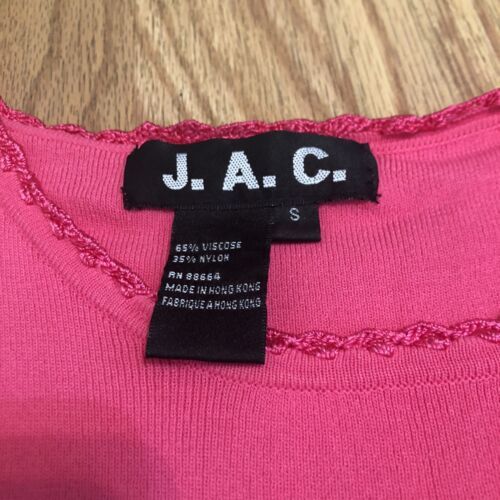 J. A. C.
S
65% VISCOSE
35% NYLON
RN 88664
MADE IN HONG KONG
FABRIQUE A HONG KONG